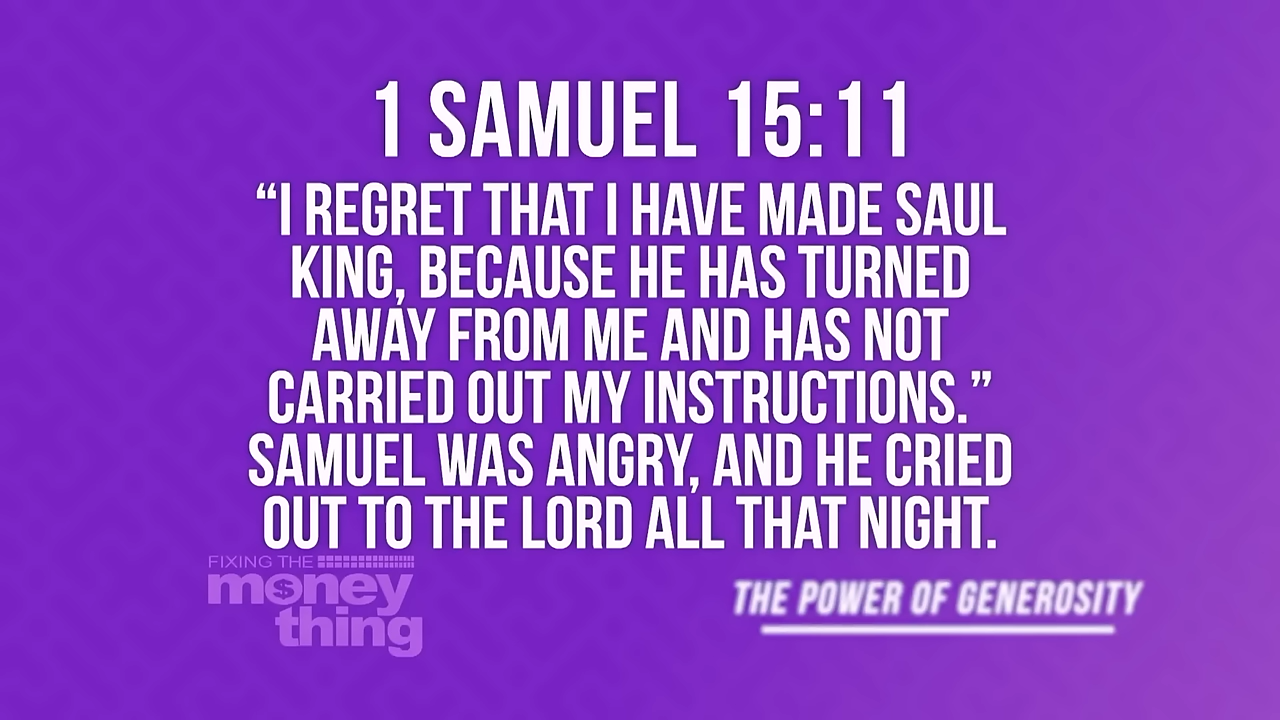 1 SAMUEL 15:11
“I REGRET THAT I HAVE MADE SAUL
KING, BECAUSE HE HAS TURNED
AWAY FROM ME AND HAS NOT
CARRIED OUT MY INSTRUCTIONS.”
SAMUEL WAS ANGRY, AND HE CRIED
OUT TO THE LORD ALL THAT NIGHT.
FIXING THE
money
thing
THE POWER OF GENEROSITY